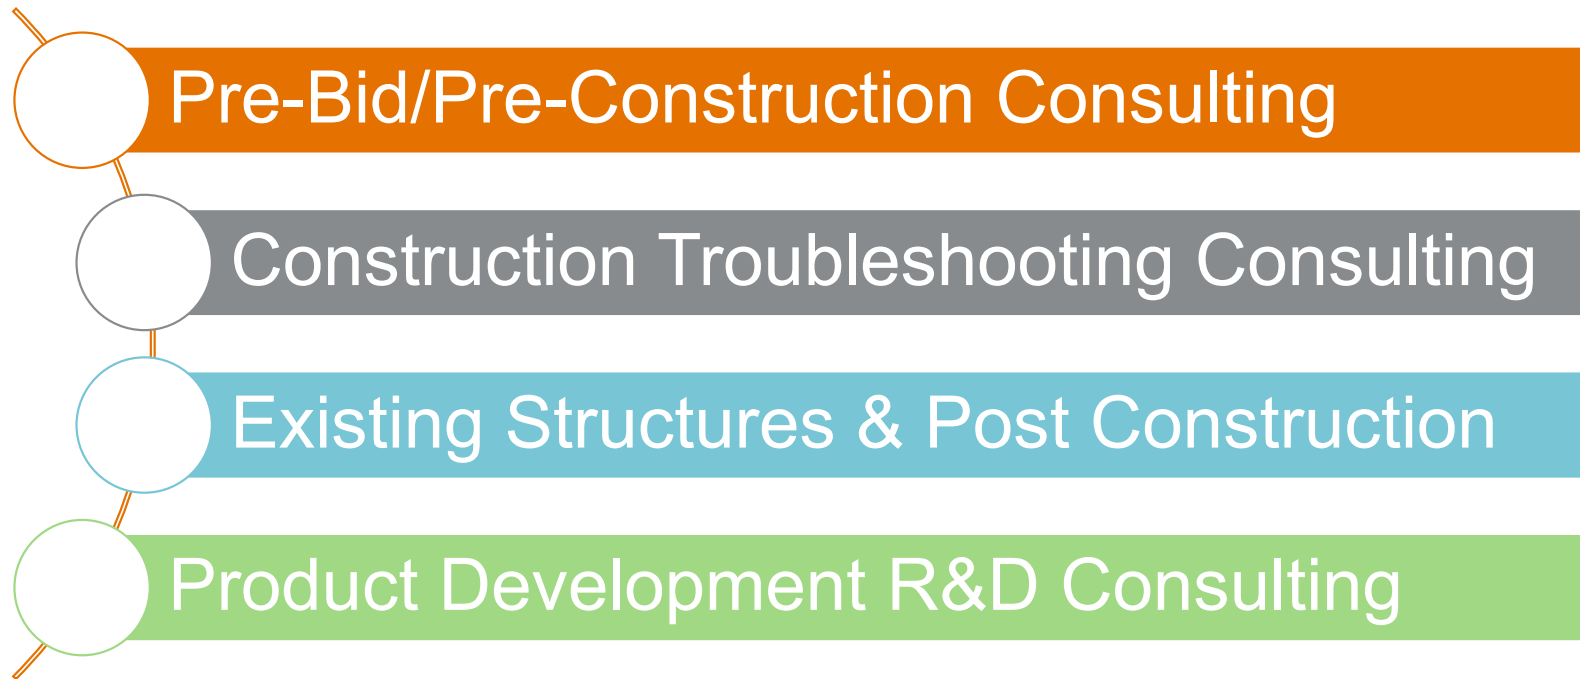 Pre-Bid/Pre-Construction Consulting
Construction Troubleshooting Consulting
Existing Structures & Post Construction
Product Development R&D Consulting